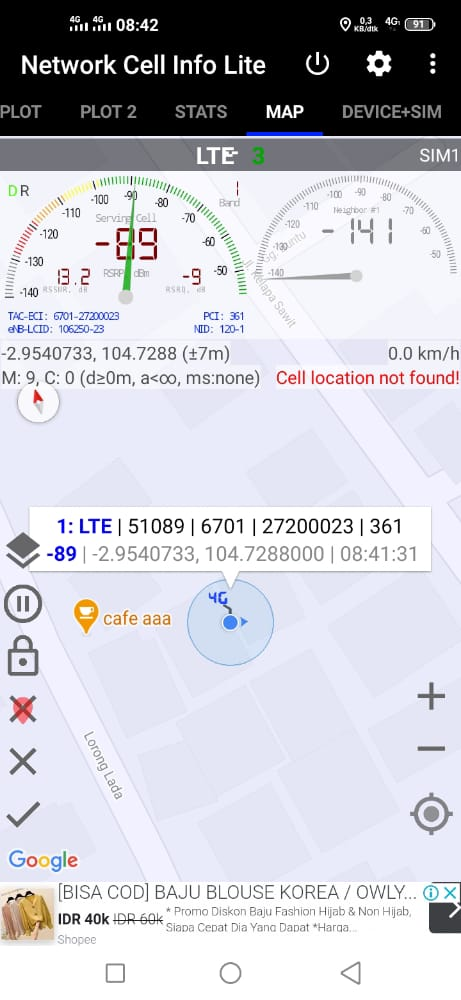 4G 4G 08:42 0,3 KB/dtk 4G 91
Network Cell Info Lite
PLOT PLOT 2 STATS MAP DEVICE+SIM
LTE 3 SIM1
D R
-140 -130 -120 -110 -100 -90 -80 -70 -60 -50
Serving Cell
-89
RSRP, dBm
13.2
RSSNR, dB
-9
RSRQ, dB
1
Band
TAC-ECI: 6701-27200023 PCI: 361
eNB-LCID: 106250-23 NID: 120-1
-140 -130 -120 -110 -100 -90 -80 -70 -60 -50
Neighbor #1
-141
Jl. Kelapa Sawit
-2.9540733, 104.7288 (±7m) 0.0 km/h
M: 9, C: 0 (d≥0m, a<∞, ms:none) Cell location not found!
1: LTE | 51089 | 6701 | 27200023 | 361
-89 | -2.9540733, 104.7288000 | 08:41:31
4G
cafe aaa
Lorong Lada
Google
[BISA COD] BAJU BLOUSE KOREA / OWLY...
IDR 40k IDR 60k * Promo Diskon Baju Fashion Hijab & Non Hijab,
Siapa Cepat Dia Yang Dapat *Harga...
Shopee